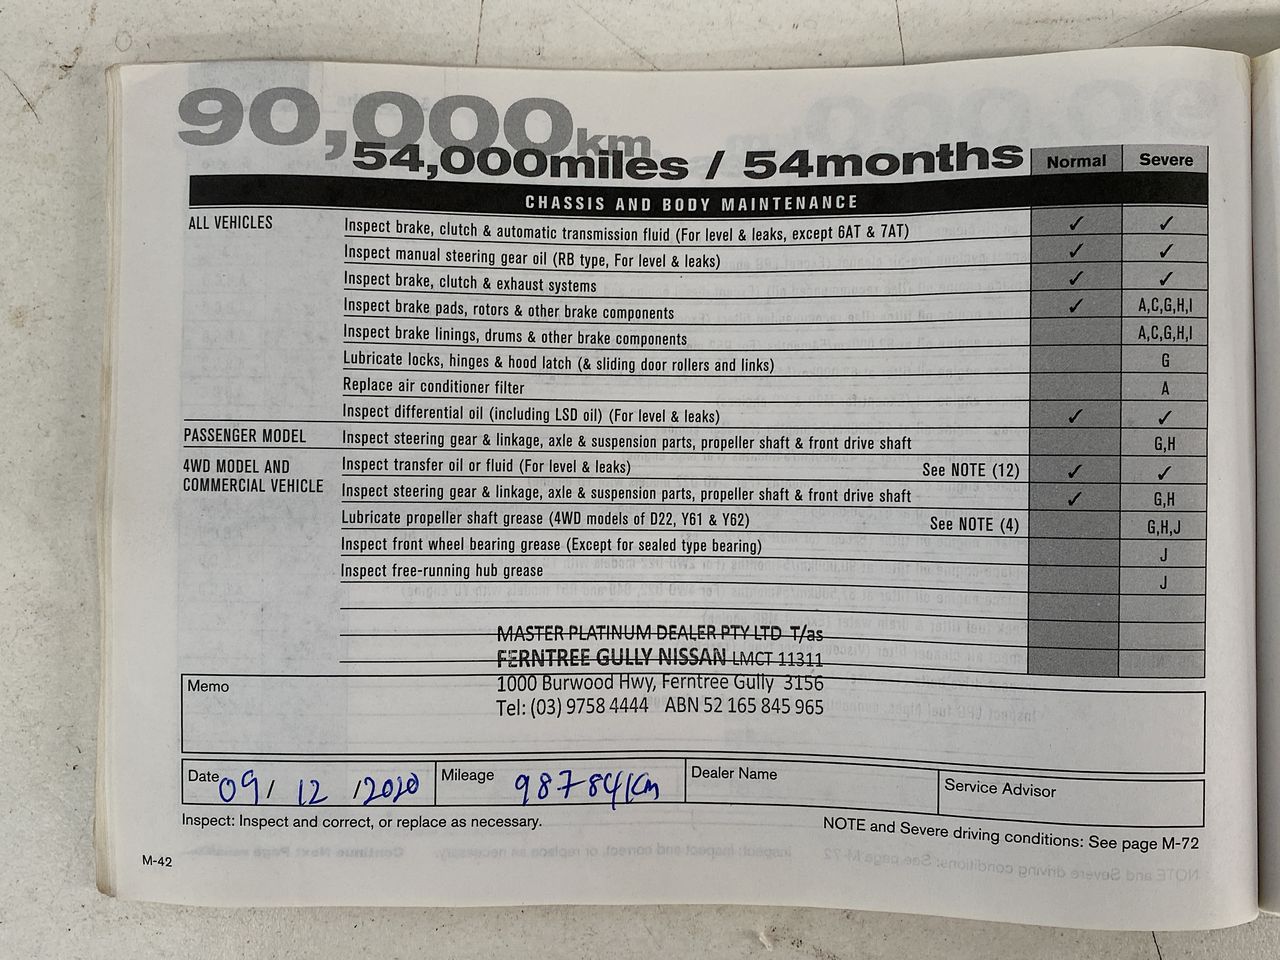 90,000km
54,000miles / 54months Normal Severe
CHASSIS AND BODY MAINTENANCE
ALL VEHICLES Inspect brake, clutch & automatic transmission fluid (For level & leaks, except 6AT & 7AT) ✓ ✓
Inspect manual steering gear oil (RB type, For level & leaks) ✓ ✓
Inspect brake, clutch & exhaust systems ✓ ✓
Inspect brake pads, rotors & other brake components ✓ A,C,G,H,I
Inspect brake linings, drums & other brake components A,C,G,H,I
Lubricate locks, hinges & hood latch (& sliding door rollers and links) G
Replace air conditioner filter A
Inspect differential oil (including LSD oil) (For level & leaks) ✓ ✓
PASSENGER MODEL Inspect steering gear & linkage, axle & suspension parts, propeller shaft & front drive shaft G,H
4WD MODEL AND Inspect transfer oil or fluid (For level & leaks) See NOTE (12) ✓ ✓
COMMERCIAL VEHICLE Inspect steering gear & linkage, axle & suspension parts, propeller shaft & front drive shaft ✓ G,H
Lubricate propeller shaft grease (4WD models of D22, Y61 & Y62) See NOTE (4) G,H,J
Inspect front wheel bearing grease (Except for sealed type bearing) J
Inspect free-running hub grease J
MASTER PLATINUM DEALER PTY LTD T/as
FERNTREE GULLY NISSAN LMCT 11311
Memo 1000 Burwood Hwy, Ferntree Gully 3156
Tel: (03) 9758 4444 ABN 52 165 845 965
Date 09/ 12 /2020 Mileage 98784Km Dealer Name Service Advisor
Inspect: Inspect and correct, or replace as necessary. NOTE and Severe driving conditions: See page M-72
M-42